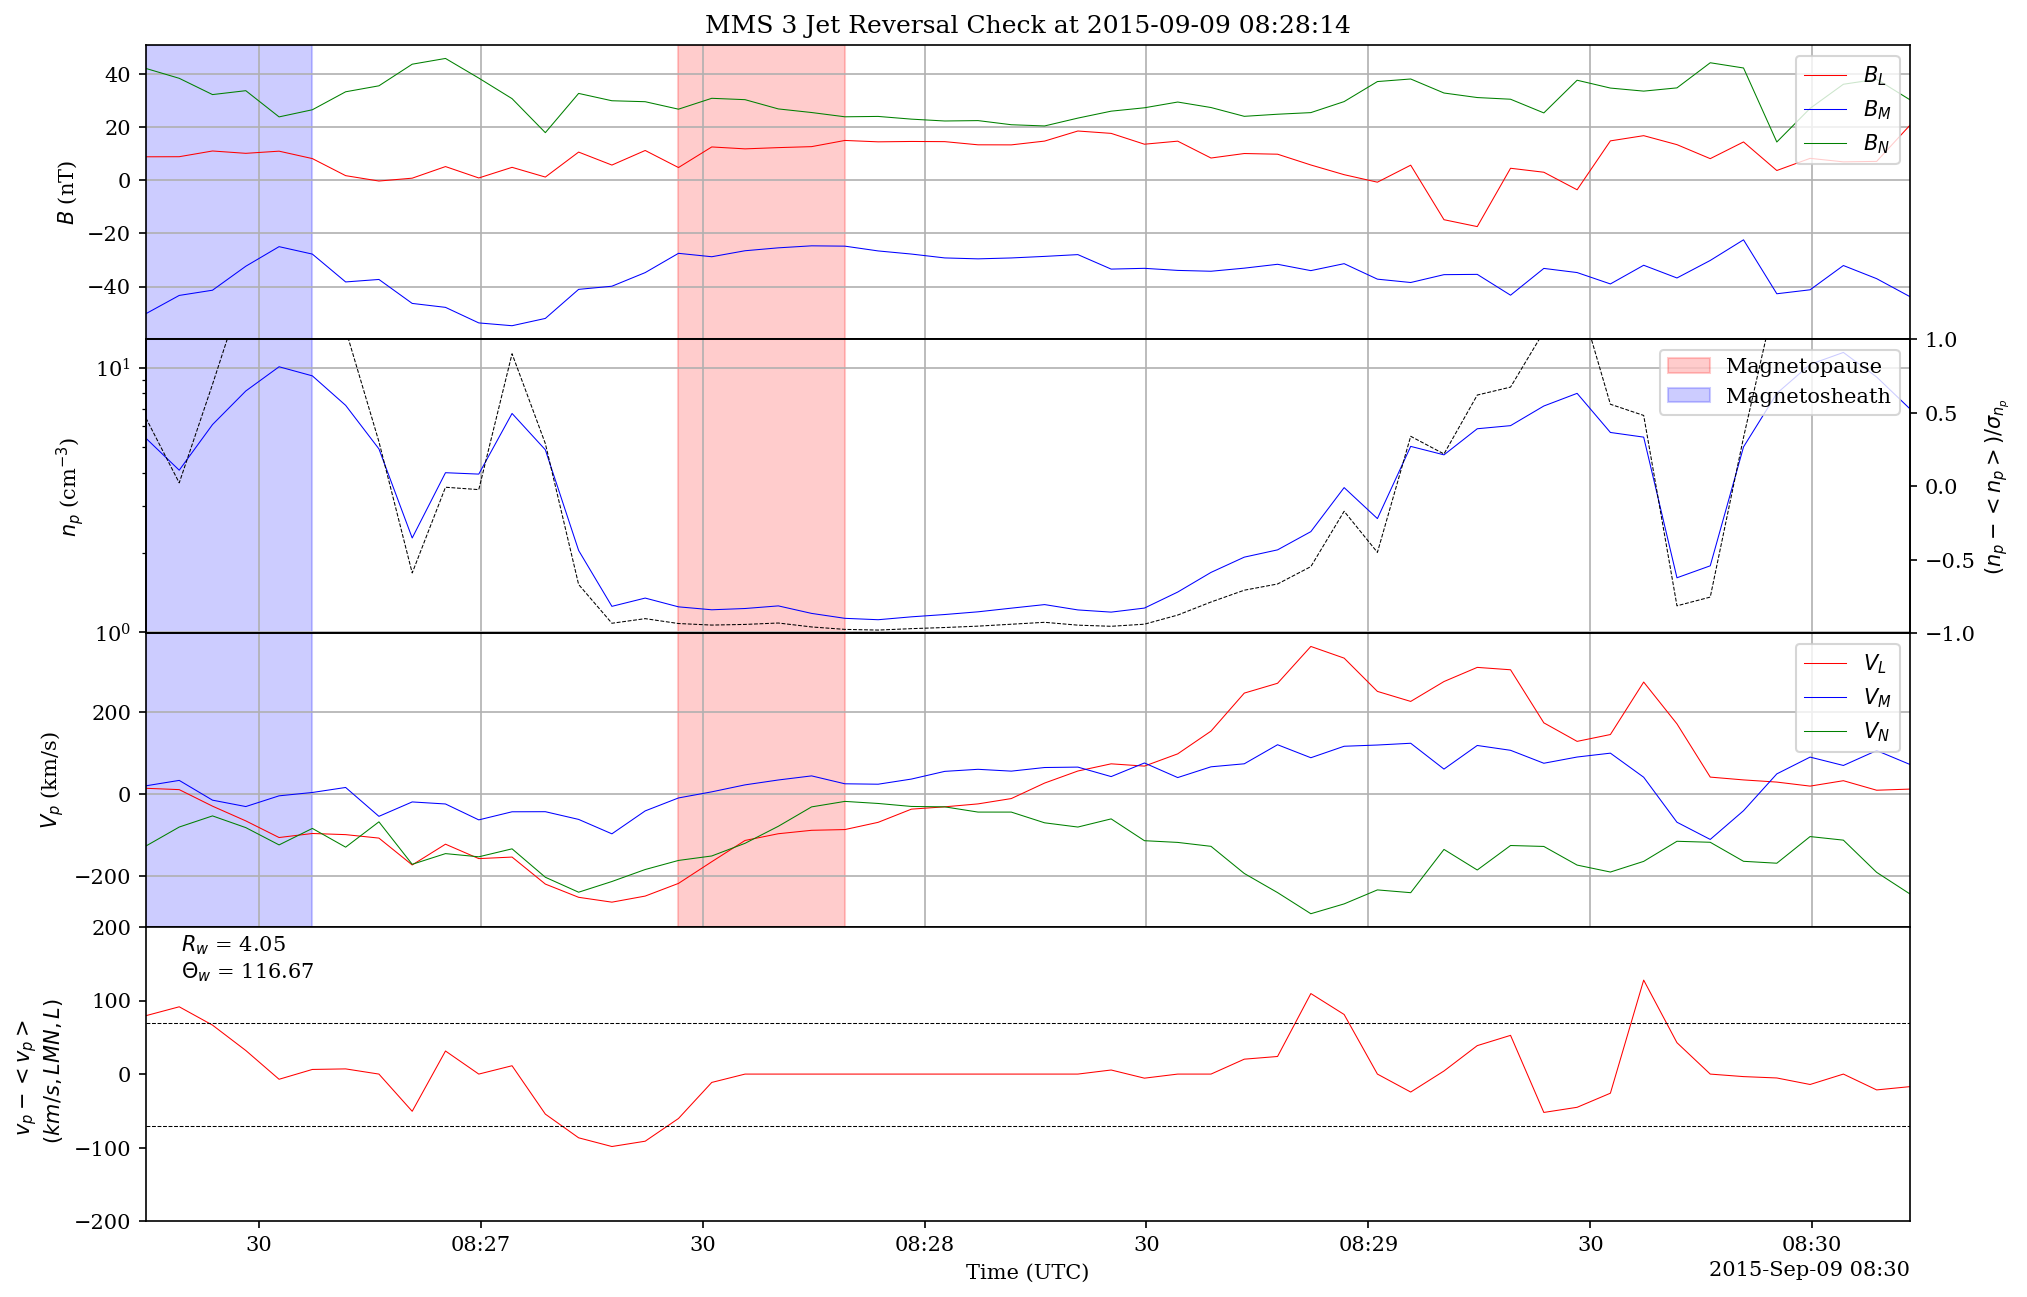 MMS 3 Jet Reversal Check at 2015-09-09 08:28:14
40
20
0
−20
−40
B (nT)
B_L
B_M
B_N
10^1
10^0
n_p (cm^{−3})
1.0
0.5
0.0
−0.5
−1.0
(n_p − < n_p >)/σ_{n_p}
Magnetopause
Magnetosheath
200
0
−200
V_p (km/s)
V_L
V_M
V_N
200
100
0
−100
−200
v_p − < v_p >
(km/s, LMN, L)
R_w = 4.05
Θ_w = 116.67
30 08:27 30 08:28 30 08:29 30 08:30
Time (UTC)
2015-Sep-09 08:30